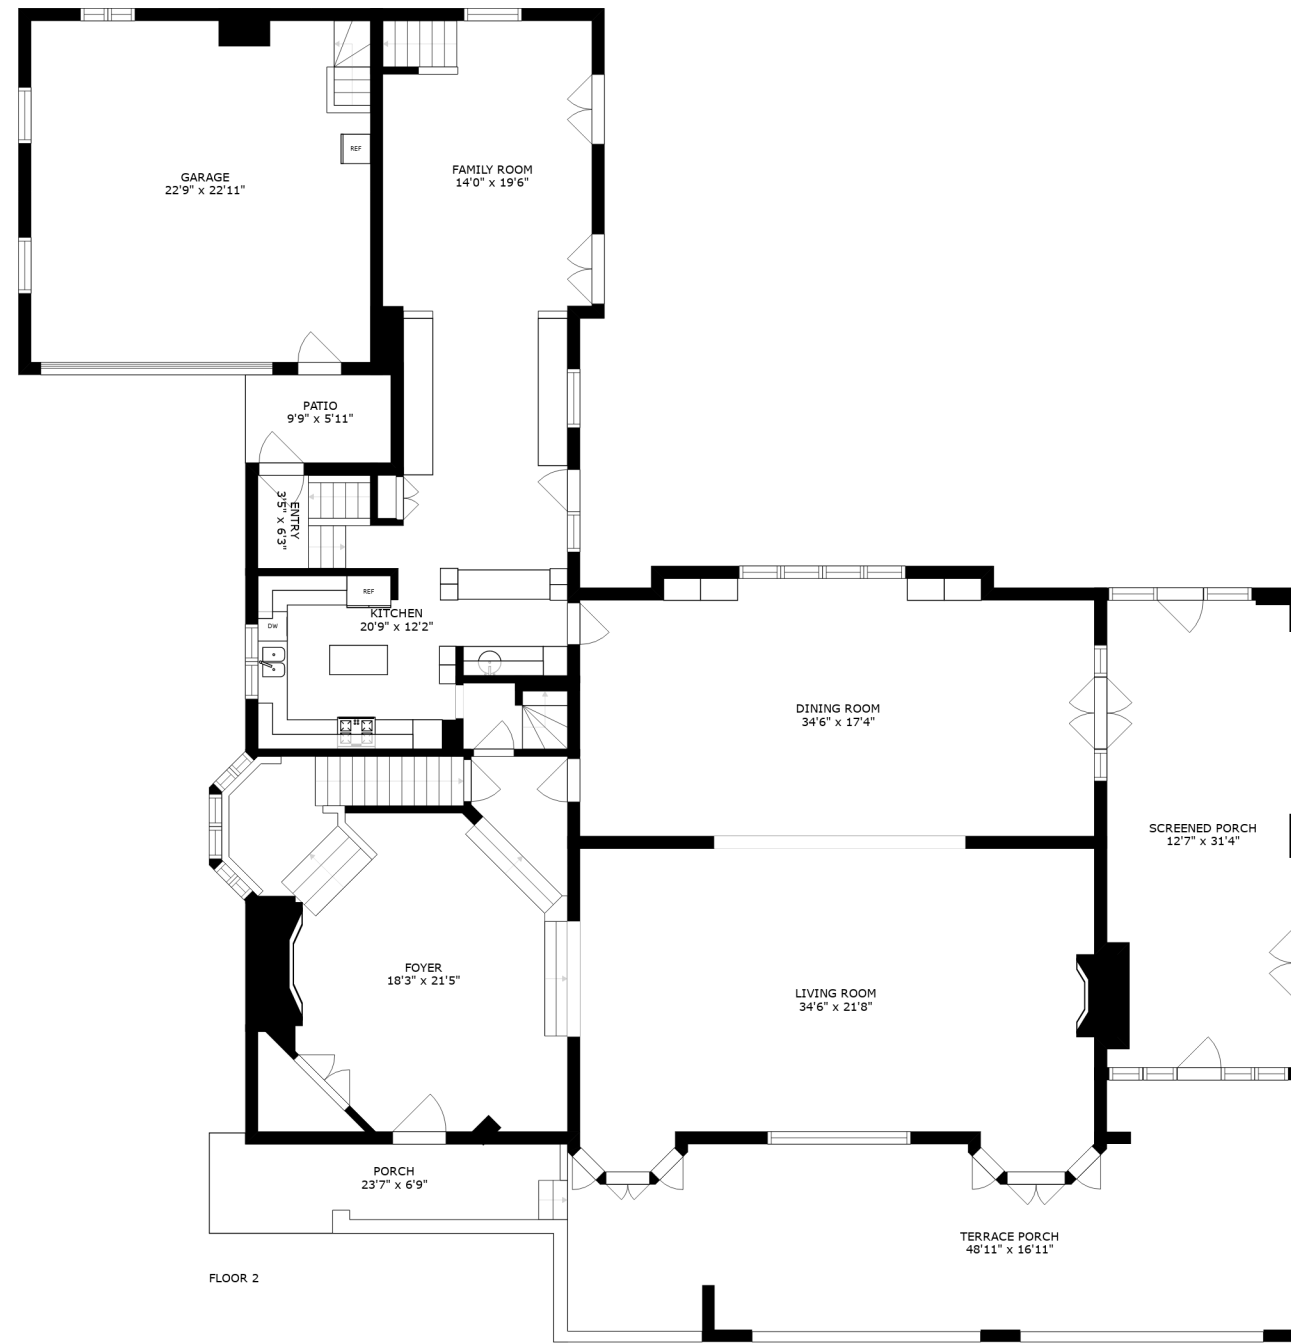 GARAGE
22'9" x 22'11"
REF
FAMILY ROOM
14'0" x 19'6"
PATIO
9'9" x 5'11"
ENTRY
3'5" x 6'3"
REF
KITCHEN
20'9" x 12'2"
DW
DINING ROOM
34'6" x 17'4"
SCREENED PORCH
12'7" x 31'4"
FOYER
18'3" x 21'5"
LIVING ROOM
34'6" x 21'8"
PORCH
23'7" x 6'9"
TERRACE PORCH
48'11" x 16'11"
FLOOR 2